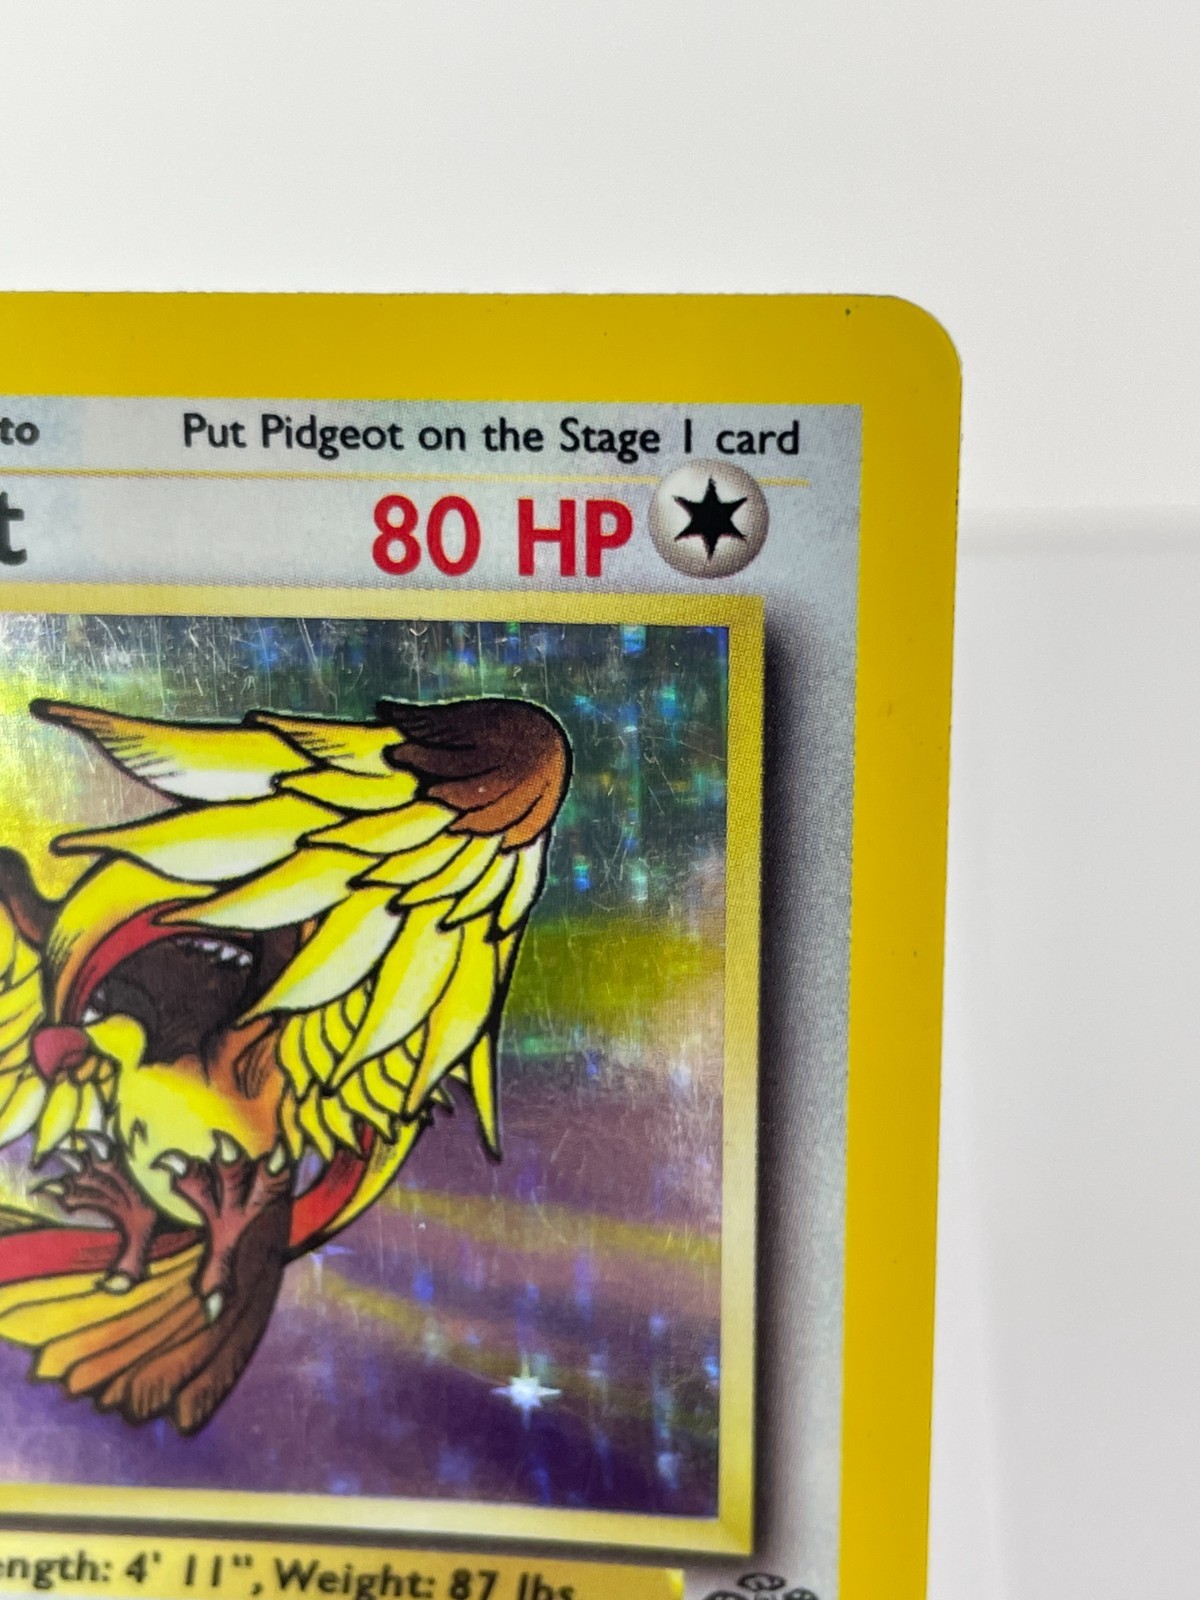 to Put Pidgeot on the Stage 1 card
t 80 HP
ength: 4' 11", Weight: 87 lbs